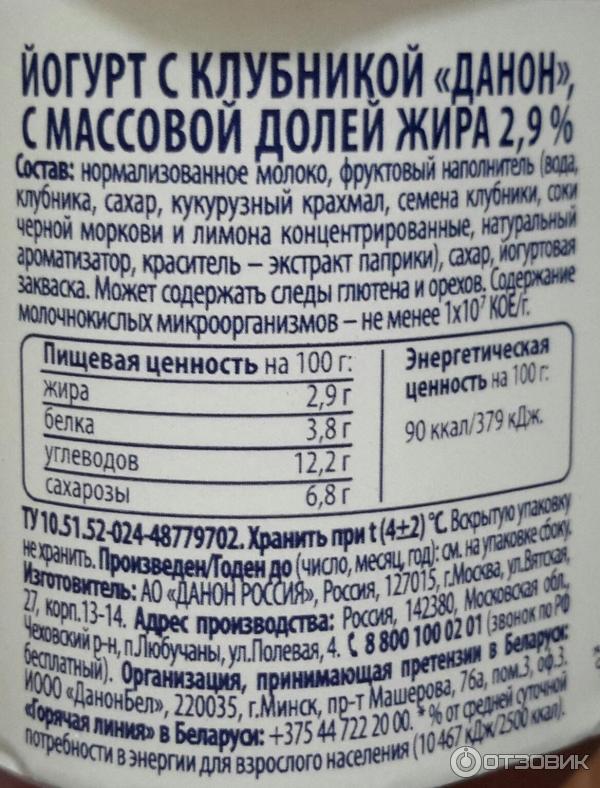 ЙОГУРТ С КЛУБНИКОЙ «ДАНОН»,
С МАССОВОЙ ДОЛЕЙ ЖИРА 2,9 %
Состав: нормализованное молоко, фруктовый наполнитель (вода,
клубника, сахар, кукурузный крахмал, семена клубники, соки
черной моркови и лимона концентрированные, натуральный
ароматизатор, краситель – экстракт паприки), сахар, йогуртовая
закваска. Может содержать следы глютена и орехов. Содержание
молочнокислых микроорганизмов – не менее 1x10⁷ КОЕ/г.
Пищевая ценность на 100 г:
жира 2,9 г
белка 3,8 г
углеводов 12,2 г
сахарозы 6,8 г
Энергетическая
ценность на 100 г:
90 ккал/379 кДж.
ТУ 10.51.52-024-48779702. Хранить при t (4±2) °С. Вскрытую упаковку
не хранить. Произведен/Годен до (число, месяц, год): см. на упаковке сбоку.
Изготовитель: АО «ДАНОН РОССИЯ», Россия, 127015, г.Москва, ул.Вятская,
27, корп.13-14. Адрес производства: Россия, 142380, Московская обл.,
Чеховский р-н, п.Любучаны, ул.Полевая, 4. 8 800 100 02 01 (звонок по РФ
бесплатный). Организация, принимающая претензии в Беларуси:
ИООО «ДанонБел», 220035, г.Минск, пр-т Машерова, 76а, пом.3, оф.3.
«Горячая линия» в Беларуси: +375 44 722 20 00. * % от средней суточной
потребности в энергии для взрослого населения (10 467 кДж/2500 ккал).
ОТЗОВИК